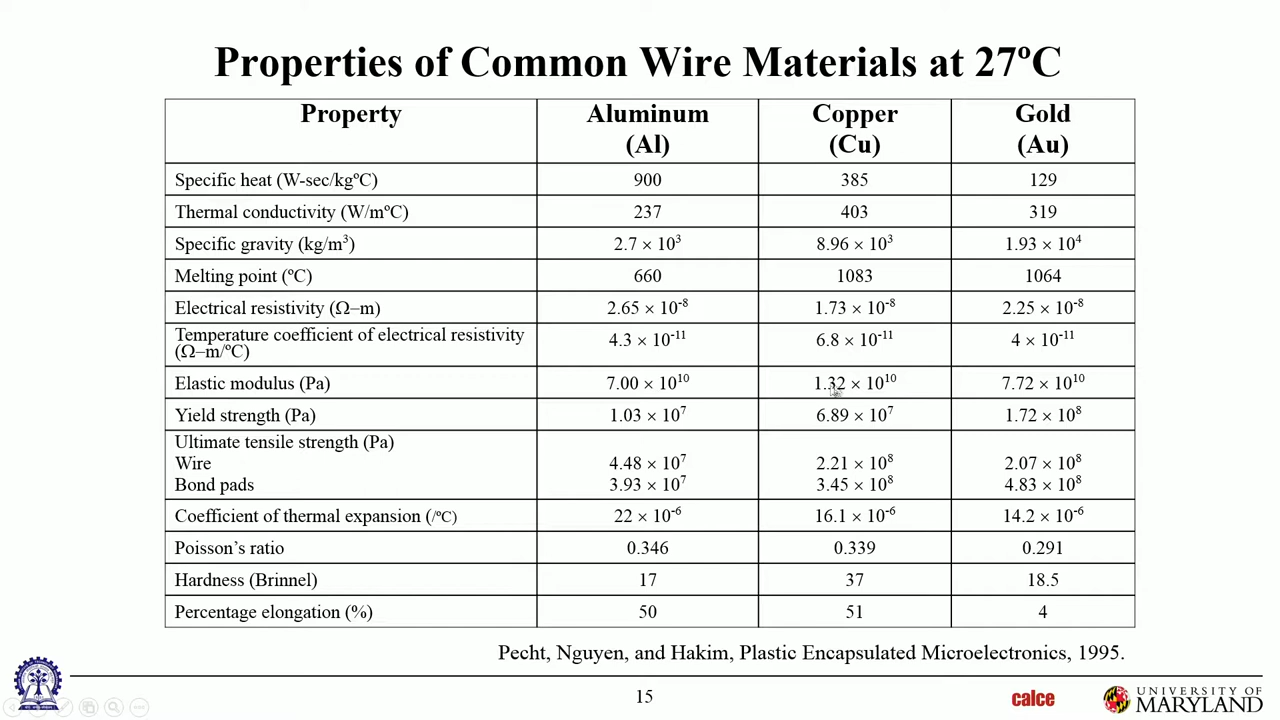 Properties of Common Wire Materials at 27ºC
Property Aluminum (Al) Copper (Cu) Gold (Au)
Specific heat (W-sec/kgºC) 900 385 129
Thermal conductivity (W/mºC) 237 403 319
Specific gravity (kg/m³) 2.7 × 10³ 8.96 × 10³ 1.93 × 10⁴
Melting point (ºC) 660 1083 1064
Electrical resistivity (Ω−m) 2.65 × 10⁻⁸ 1.73 × 10⁻⁸ 2.25 × 10⁻⁸
Temperature coefficient of electrical resistivity (Ω−m/ºC) 4.3 × 10⁻¹¹ 6.8 × 10⁻¹¹ 4 × 10⁻¹¹
Elastic modulus (Pa) 7.00 × 10¹⁰ 1.32 × 10¹⁰ 7.72 × 10¹⁰
Yield strength (Pa) 1.03 × 10⁷ 6.89 × 10⁷ 1.72 × 10⁸
Ultimate tensile strength (Pa)
Wire 4.48 × 10⁷ 2.21 × 10⁸ 2.07 × 10⁸
Bond pads 3.93 × 10⁷ 3.45 × 10⁸ 4.83 × 10⁸
Coefficient of thermal expansion (/ºC) 22 × 10⁻⁶ 16.1 × 10⁻⁶ 14.2 × 10⁻⁶
Poisson’s ratio 0.346 0.339 0.291
Hardness (Brinnel) 17 37 18.5
Percentage elongation (%) 50 51 4
Pecht, Nguyen, and Hakim, Plastic Encapsulated Microelectronics, 1995.
15
calce
UNIVERSITY OF
MARYLAND